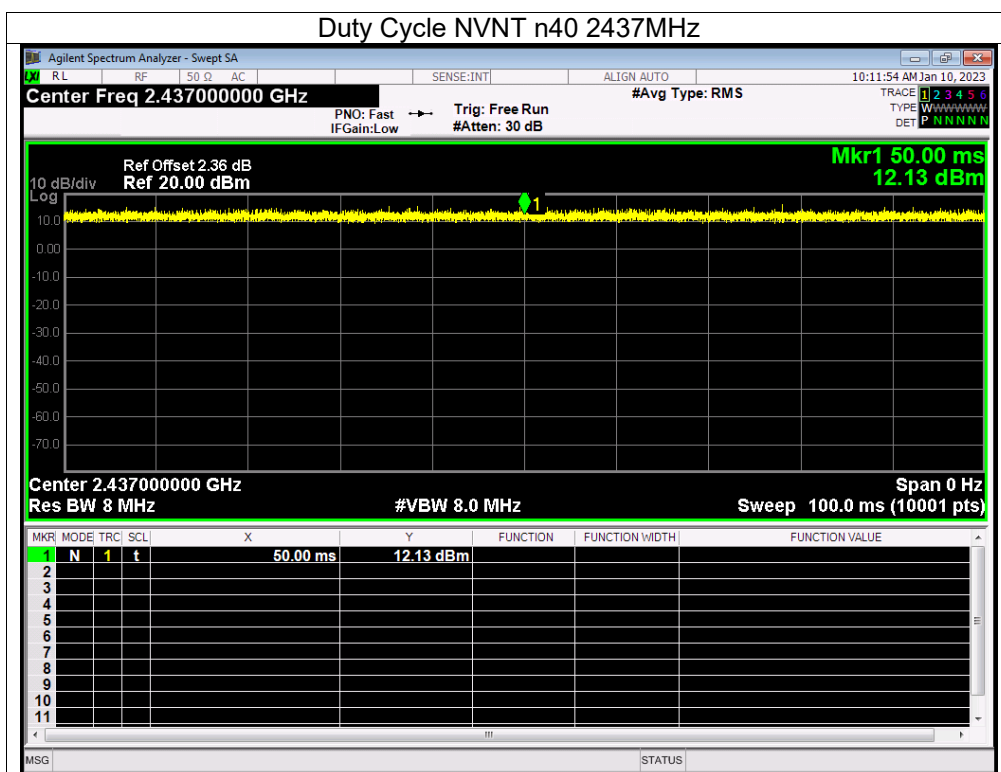 Duty Cycle NVNT n40 2437MHz
Agilent Spectrum Analyzer - Swept SA
LXI RL RF 50 Ω AC SENSE:INT ALIGN AUTO 10:11:54 AM Jan 10, 2023
Center Freq 2.437000000 GHz #Avg Type: RMS TRACE 1 2 3 4 5 6
PNO: Fast Trig: Free Run TYPE WWWWWW
IFGain:Low #Atten: 30 dB DET P N N N N N
Mkr1 50.00 ms
Ref Offset 2.36 dB
10 dB/div Ref 20.00 dBm 12.13 dBm
Log
1
10.0
0.00
-10.0
-20.0
-30.0
-40.0
-50.0
-60.0
-70.0
Center 2.437000000 GHz Span 0 Hz
Res BW 8 MHz #VBW 8.0 MHz Sweep 100.0 ms (10001 pts)
MKR MODE TRC SCL X Y FUNCTION FUNCTION WIDTH FUNCTION VALUE
1 N 1 t 50.00 ms 12.13 dBm
2
3
4
5
6
7
8
9
10
11
MSG STATUS